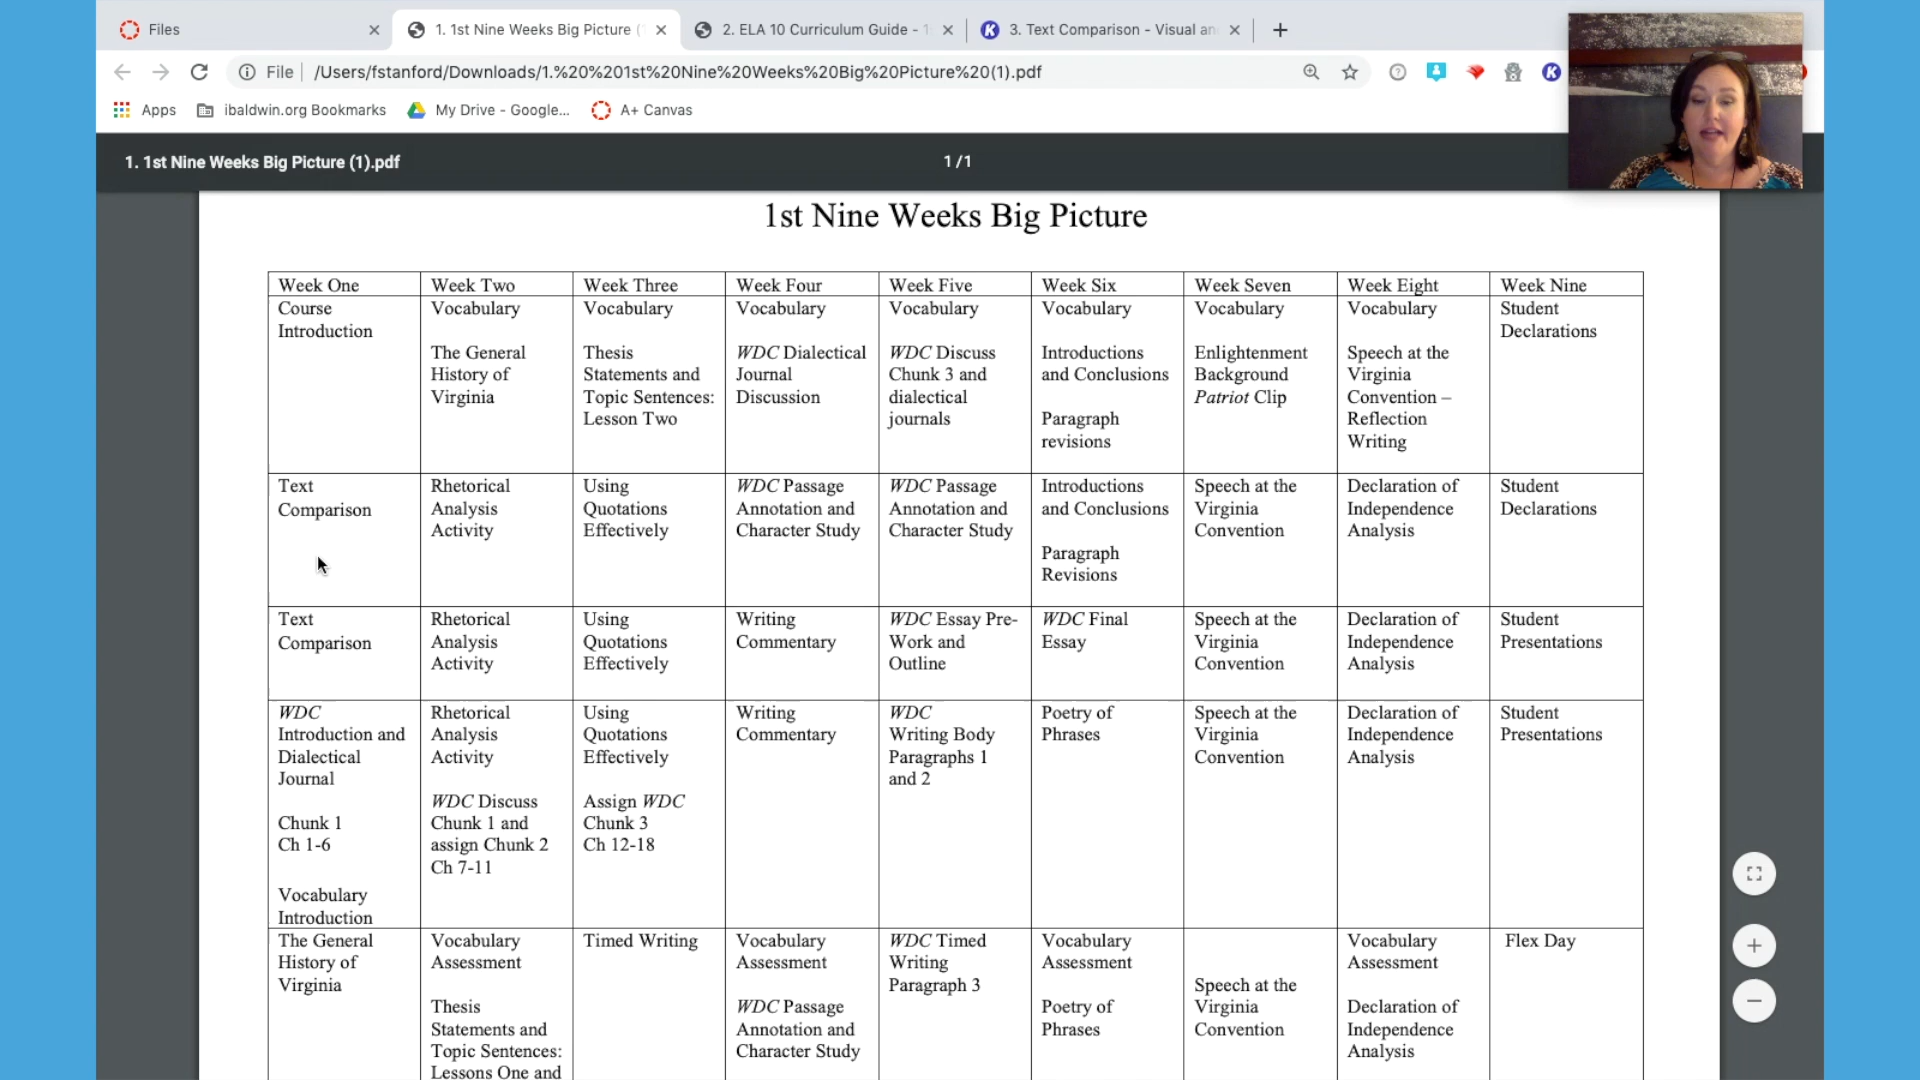 Files
1. 1st Nine Weeks Big Picture (
2. ELA 10 Curriculum Guide - 1
3. Text Comparison - Visual an
File
/Users/fstanford/Downloads/1.%20%201st%20Nine%20Weeks%20Big%20Picture%20(1).pdf
Apps
ibaldwin.org Bookmarks
My Drive - Google...
A+ Canvas
1. 1st Nine Weeks Big Picture (1).pdf
1 / 1
1st Nine Weeks Big Picture
Week One
Week Two
Week Three
Week Four
Week Five
Week Six
Week Seven
Week Eight
Week Nine
Course
Introduction
Vocabulary
The General
History of
Virginia
Vocabulary
Thesis
Statements and
Topic Sentences:
Lesson Two
Vocabulary
WDC Dialectical
Journal
Discussion
Vocabulary
WDC Discuss
Chunk 3 and
dialectical
journals
Vocabulary
Introductions
and Conclusions
Paragraph
revisions
Vocabulary
Enlightenment
Background
Patriot Clip
Vocabulary
Speech at the
Virginia
Convention –
Reflection
Writing
Student
Declarations
Text
Comparison
Rhetorical
Analysis
Activity
Using
Quotations
Effectively
WDC Passage
Annotation and
Character Study
WDC Passage
Annotation and
Character Study
Introductions
and Conclusions
Paragraph
Revisions
Speech at the
Virginia
Convention
Declaration of
Independence
Analysis
Student
Declarations
Text
Comparison
Rhetorical
Analysis
Activity
Using
Quotations
Effectively
Writing
Commentary
WDC Essay Pre-
Work and
Outline
WDC Final
Essay
Speech at the
Virginia
Convention
Declaration of
Independence
Analysis
Student
Presentations
WDC
Introduction and
Dialectical
Journal
Chunk 1
Ch 1-6
Vocabulary
Introduction
Rhetorical
Analysis
Activity
WDC Discuss
Chunk 1 and
assign Chunk 2
Ch 7-11
Using
Quotations
Effectively
Assign WDC
Chunk 3
Ch 12-18
Writing
Commentary
WDC
Writing Body
Paragraphs 1
and 2
Poetry of
Phrases
Speech at the
Virginia
Convention
Declaration of
Independence
Analysis
Student
Presentations
The General
History of
Virginia
Vocabulary
Assessment
Thesis
Statements and
Topic Sentences:
Lessons One and
Timed Writing
Vocabulary
Assessment
WDC Passage
Annotation and
Character Study
WDC Timed
Writing
Paragraph 3
Vocabulary
Assessment
Poetry of
Phrases
Speech at the
Virginia
Convention
Vocabulary
Assessment
Declaration of
Independence
Analysis
Flex Day